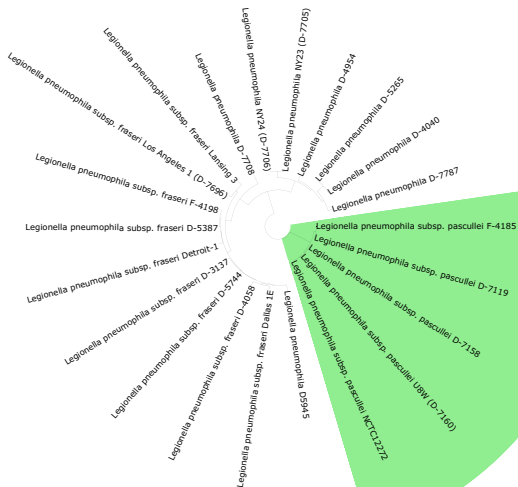 Legionella pneumophila NY24 (D-7706)
Legionella pneumophila NY23 (D-7705)
Legionella pneumophila D-4954
Legionella pneumophila D-5265
Legionella pneumophila D-4040
Legionella pneumophila D-7787
Legionella pneumophila subsp. pascullei F-4185
Legionella pneumophila subsp. pascullei D-7119
Legionella pneumophila subsp. pascullei D-7158
Legionella pneumophila subsp. pascullei U8W (D-7160)
Legionella pneumophila subsp. pascullei NCTC12272
Legionella pneumophila D5945
Legionella pneumophila subsp. fraseri Dallas 1E
Legionella pneumophila subsp. fraseri D-4058
Legionella pneumophila subsp. fraseri D-5744
Legionella pneumophila subsp. fraseri D-3137
Legionella pneumophila subsp. fraseri Detroit-1
Legionella pneumophila subsp. fraseri D-5387
Legionella pneumophila subsp. fraseri F-4198
Legionella pneumophila subsp. fraseri Los Angeles 1 (D-7696)
Legionella pneumophila subsp. fraseri Lansing 3
Legionella pneumophila D-7708